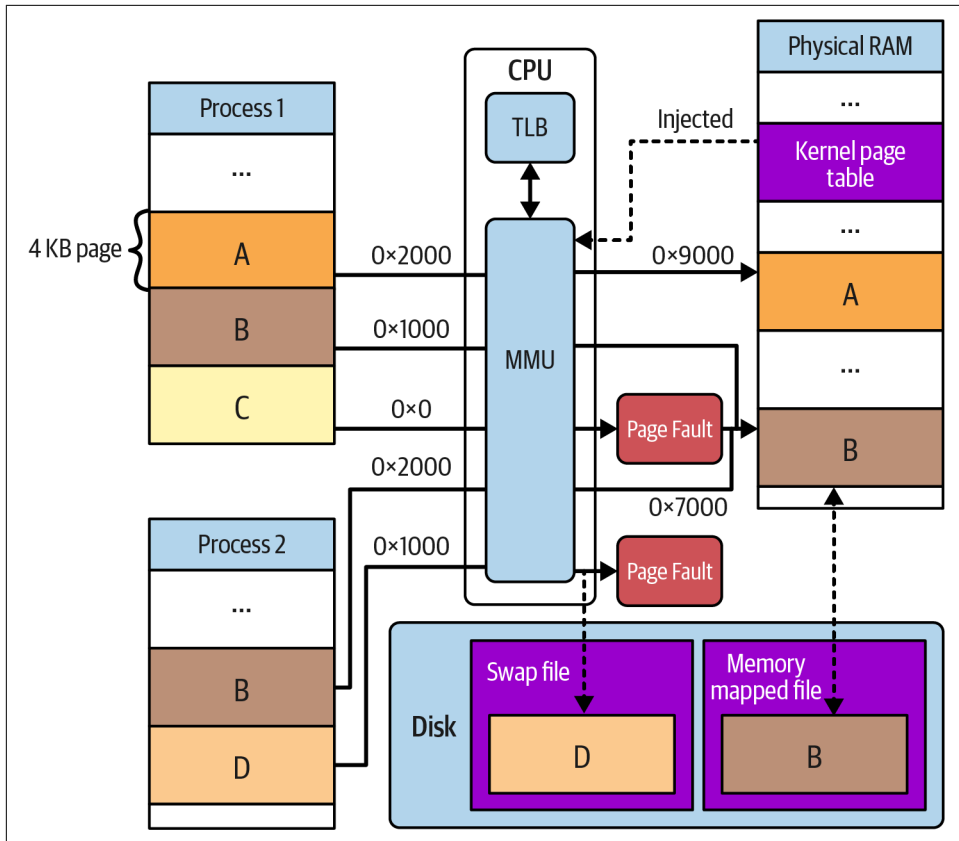 Process 1
...
4 KB page
A
B
C
0×2000
0×1000
0×0
0×2000
0×1000
Process 2
...
B
D
CPU
TLB
MMU
Injected
0×9000
Page Fault
0×7000
Page Fault
Physical RAM
...
Kernel page
table
...
A
...
B
Disk
Swap file
D
Memory
mapped file
B